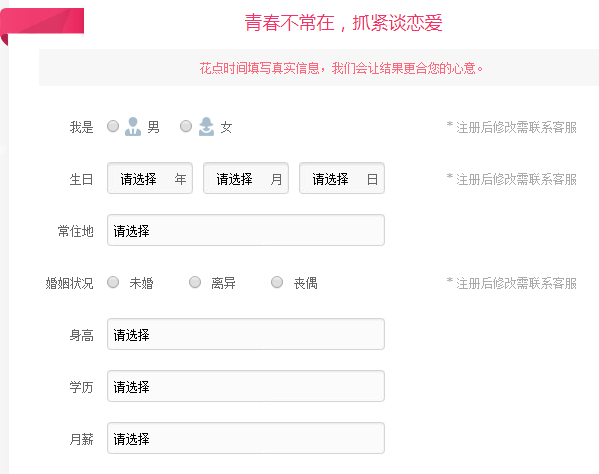 青春不常在，抓紧谈恋爱
花点时间填写真实信息，我们会让结果更合您的心意。
我是 男 女 * 注册后修改需联系客服
生日 请选择 年 请选择 月 请选择 日 * 注册后修改需联系客服
常住地 请选择
婚姻状况 未婚 离异 丧偶 * 注册后修改需联系客服
身高 请选择
学历 请选择
月薪 请选择